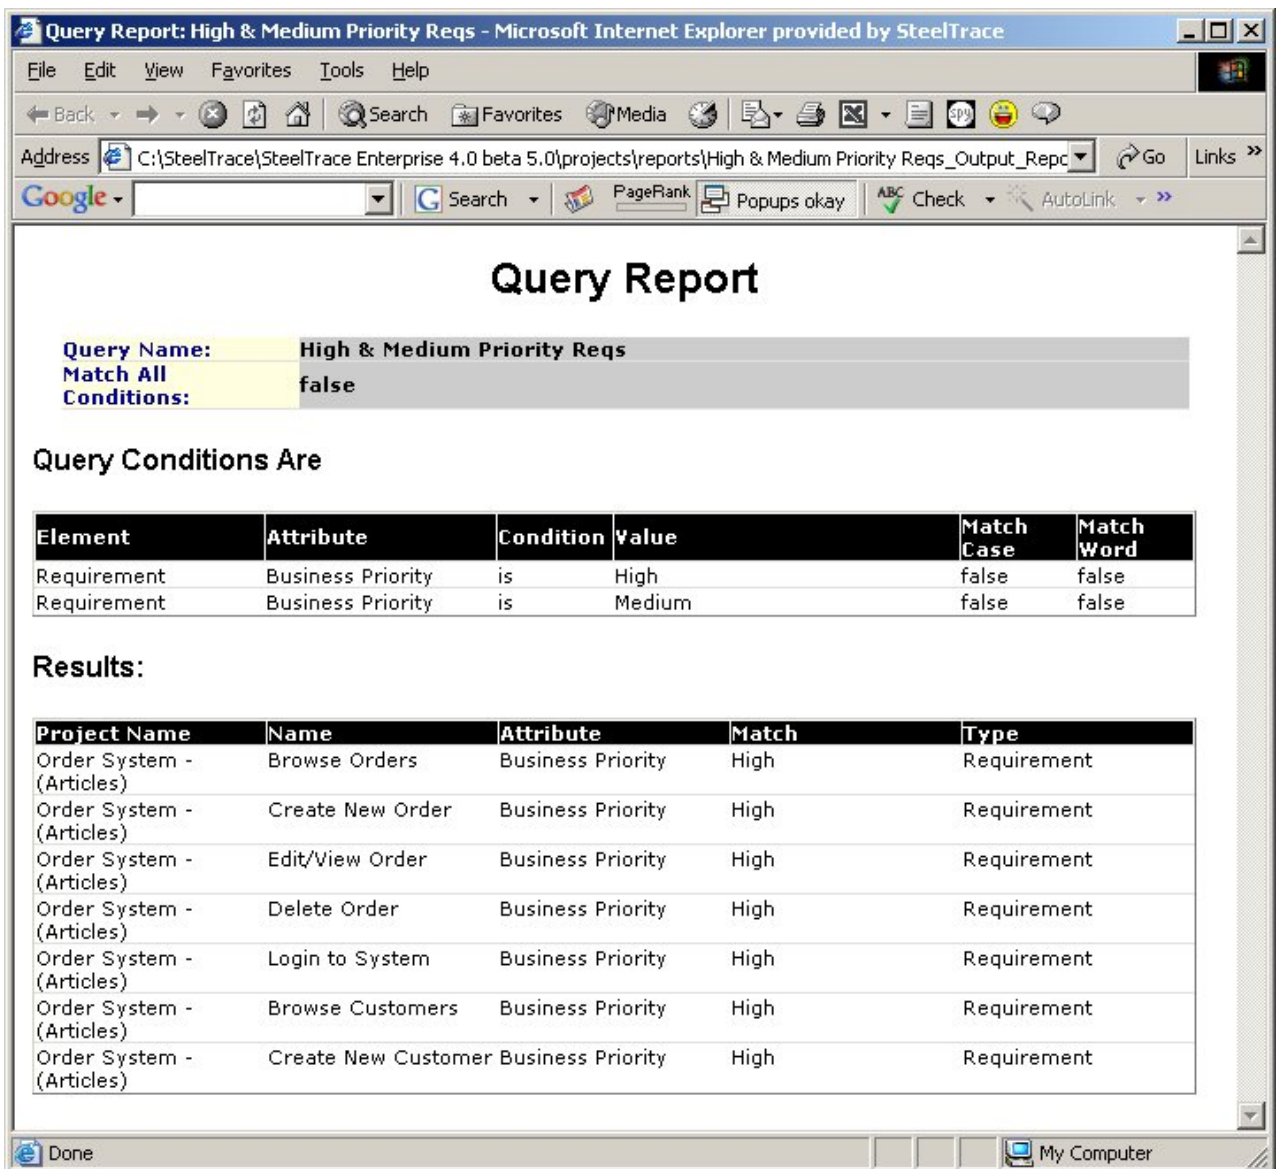 Query Report: High & Medium Priority Reqs - Microsoft Internet Explorer provided by SteelTrace
File Edit View Favorites Tools Help
Back Search Favorites Media SPY
Address C:\SteelTrace\SteelTrace Enterprise 4.0 beta 5.0\projects\reports\High & Medium Priority Reqs_Output_Repo Go Links »
Google Search PageRank Popups okay ABC Check AutoLink »
Query Report
Query Name: High & Medium Priority Reqs
Match All
Conditions: false
Query Conditions Are
Element Attribute Condition Value Match Case Match Word
Requirement Business Priority is High false false
Requirement Business Priority is Medium false false
Results:
Project Name Name Attribute Match Type
Order System - Browse Orders Business Priority High Requirement
(Articles)
Order System - Create New Order Business Priority High Requirement
(Articles)
Order System - Edit/View Order Business Priority High Requirement
(Articles)
Order System - Delete Order Business Priority High Requirement
(Articles)
Order System - Login to System Business Priority High Requirement
(Articles)
Order System - Browse Customers Business Priority High Requirement
(Articles)
Order System - Create New Customer Business Priority High Requirement
(Articles)
Done My Computer